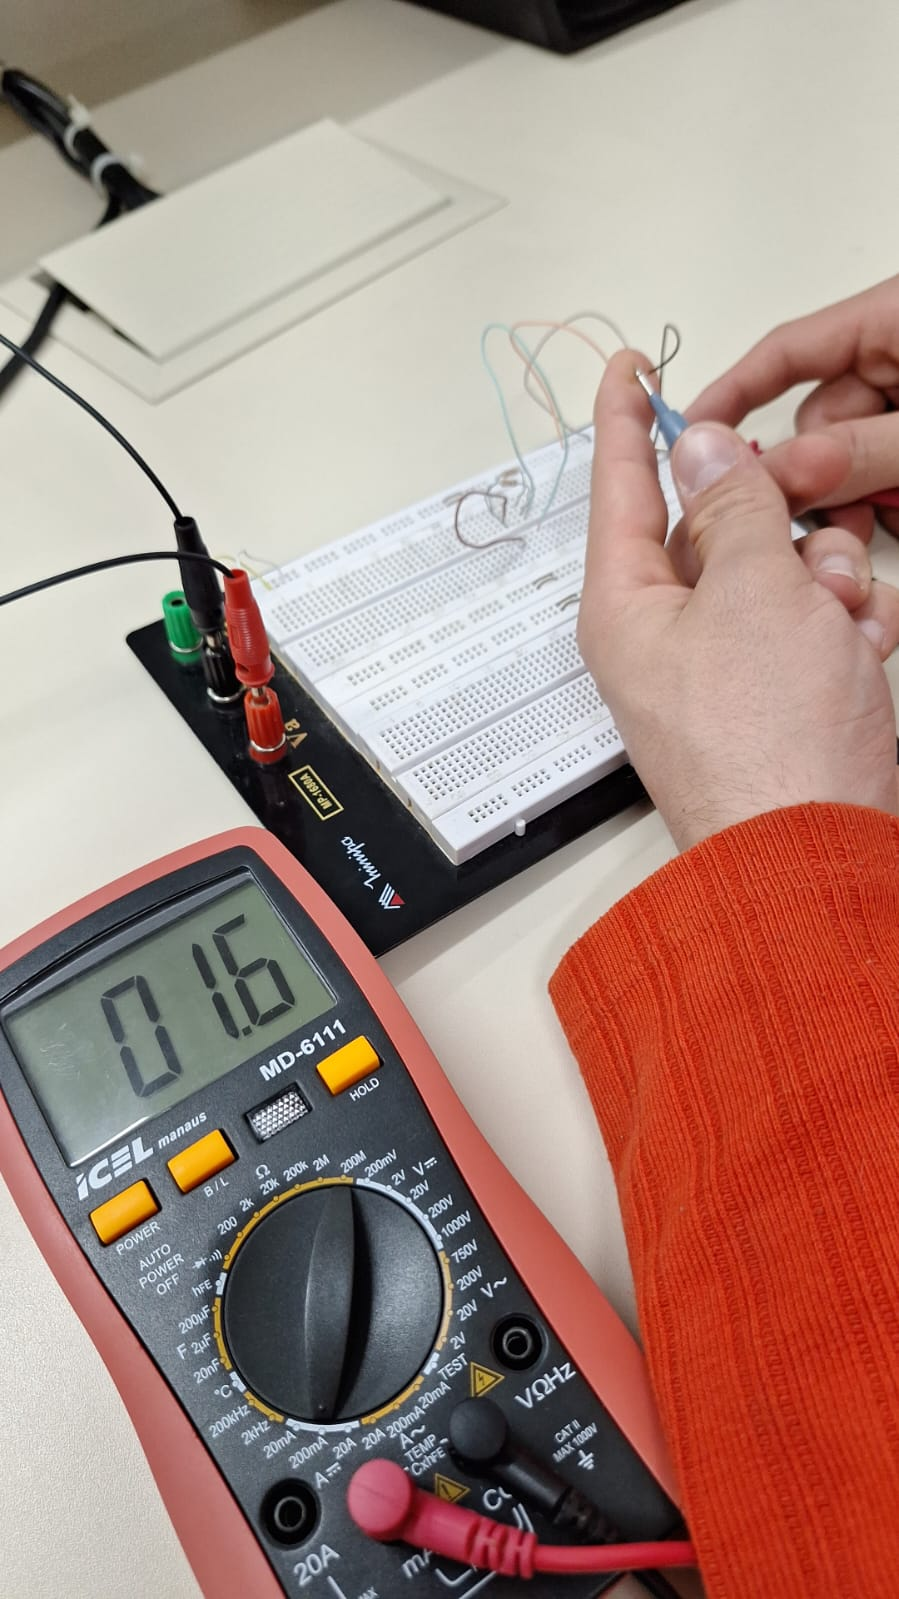 MP-1680A
Minipa
01.6
MD-6111
HOLD
ICEL manaus
B / L
POWER
AUTO
POWER
OFF
Ω
200
2k
20k
200k
2M
200M
200mV
V
2V
20V
200V
1000V
750V
200V
V~
20V
2V
TEST
20mA
200mA
A~
20A
20A
200mA
20mA
A
2kHz
200kHz
°C
20nF
F 2µF
200µF
hFE
TEMP
CxhFE
VΩHz
CAT II
MAX 1000V
20A